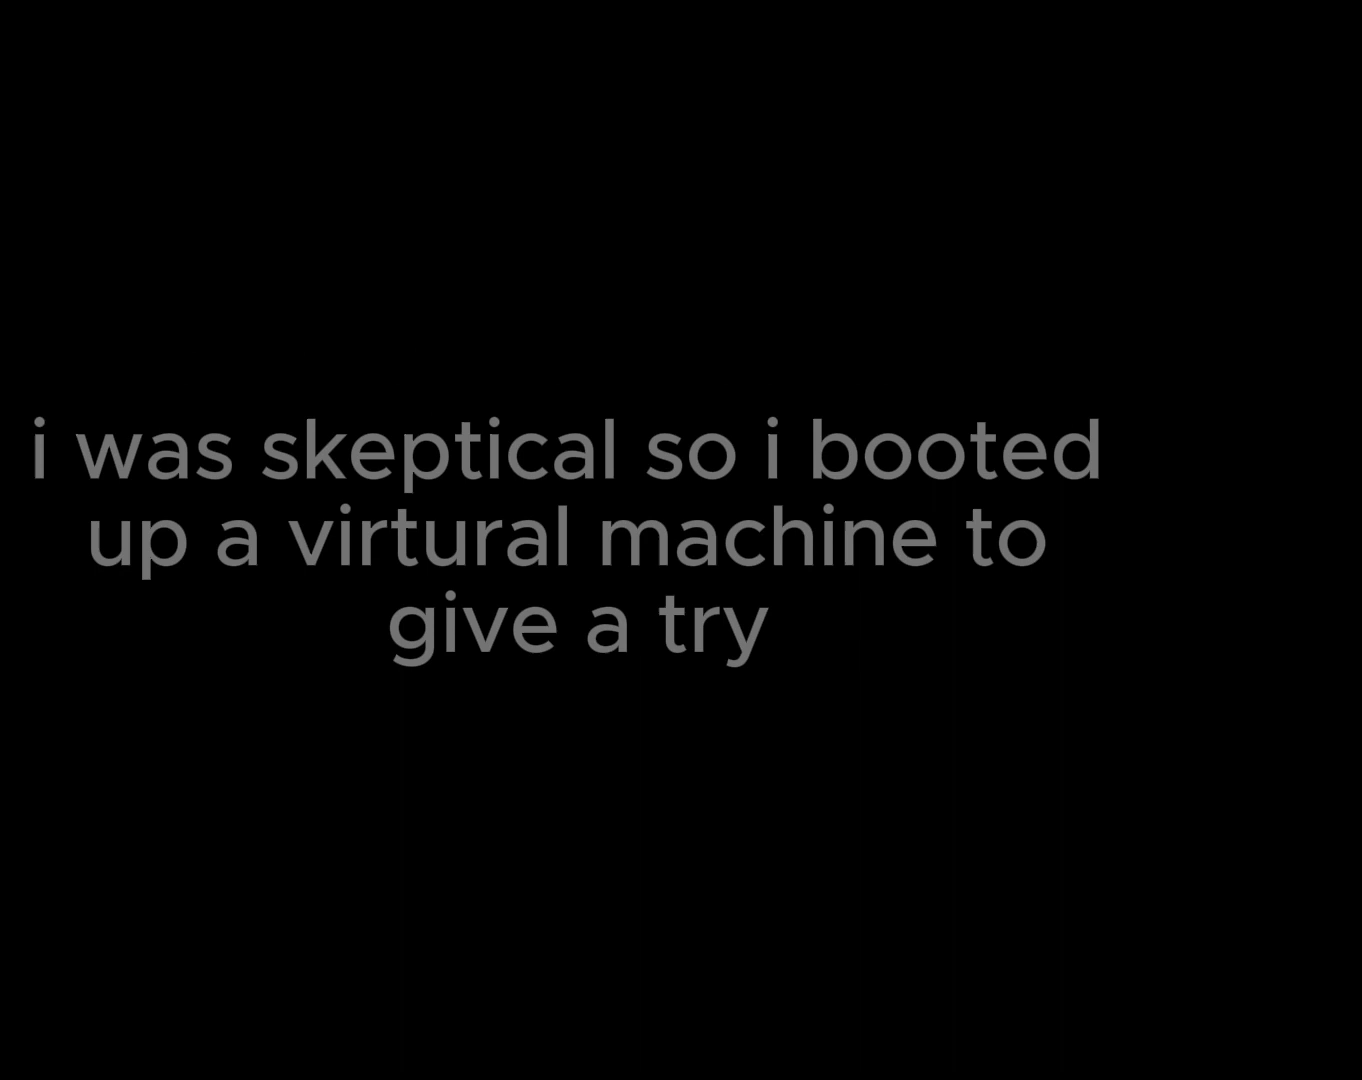 i was skeptical so i booted
up a virtural machine to
give a try